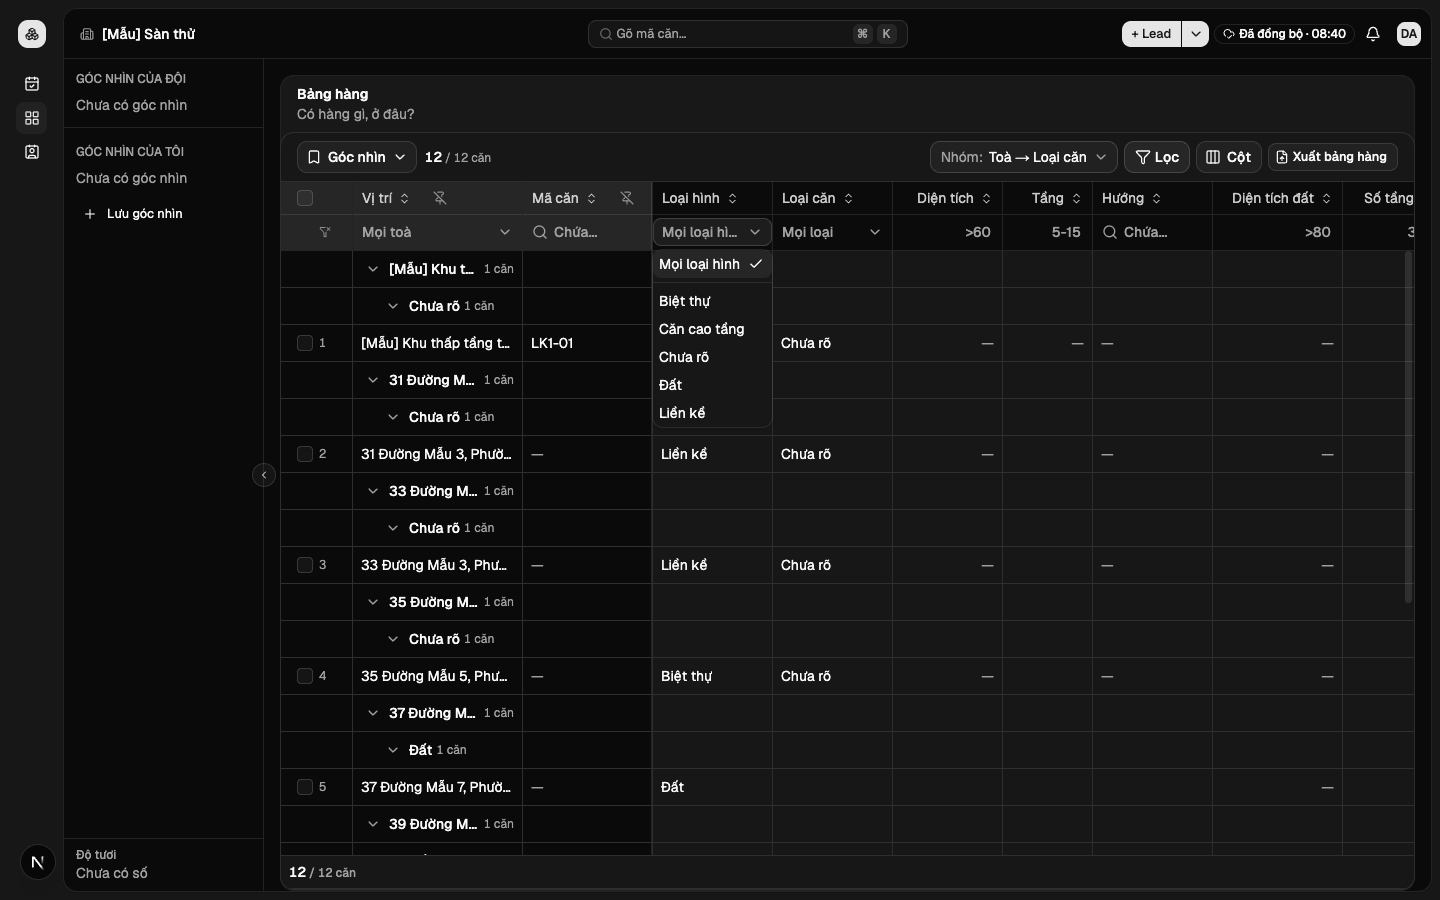 [Mẫu] Sàn thử
Gõ mã căn...
⌘ K
+ Lead
Đã đồng bộ · 08:40
DA
GÓC NHÌN CỦA ĐỘI
Chưa có góc nhìn
GÓC NHÌN CỦA TÔI
Chưa có góc nhìn
+ Lưu góc nhìn
Độ tươi
Chưa có số
N
Bảng hàng
Có hàng gì, ở đâu?
Góc nhìn
12 / 12 căn
Nhóm: Toà → Loại căn
Lọc
Cột
Xuất bảng hàng
Vị trí Mã căn Loại hình Loại căn Diện tích Tầng Hướng Diện tích đất Số tầng
Mọi toà Chứa... Mọi loại hì... Mọi loại >60 5-15 Chứa... >80 3
Mọi loại hình
Biệt thự
Căn cao tầng
Chưa rõ
Đất
Liền kề
[Mẫu] Khu t... 1 căn
Chưa rõ 1 căn
1 [Mẫu] Khu thấp tầng t... LK1-01 Chưa rõ — — — —
31 Đường M... 1 căn
Chưa rõ 1 căn
2 31 Đường Mẫu 3, Phườ... — Liền kề Chưa rõ — — —
33 Đường M... 1 căn
Chưa rõ 1 căn
3 33 Đường Mẫu 3, Phư... — Liền kề Chưa rõ — — —
35 Đường M... 1 căn
Chưa rõ 1 căn
4 35 Đường Mẫu 5, Phư... — Biệt thự Chưa rõ — — —
37 Đường M... 1 căn
Đất 1 căn
5 37 Đường Mẫu 7, Phườ... — Đất —
39 Đường M... 1 căn
12 / 12 căn